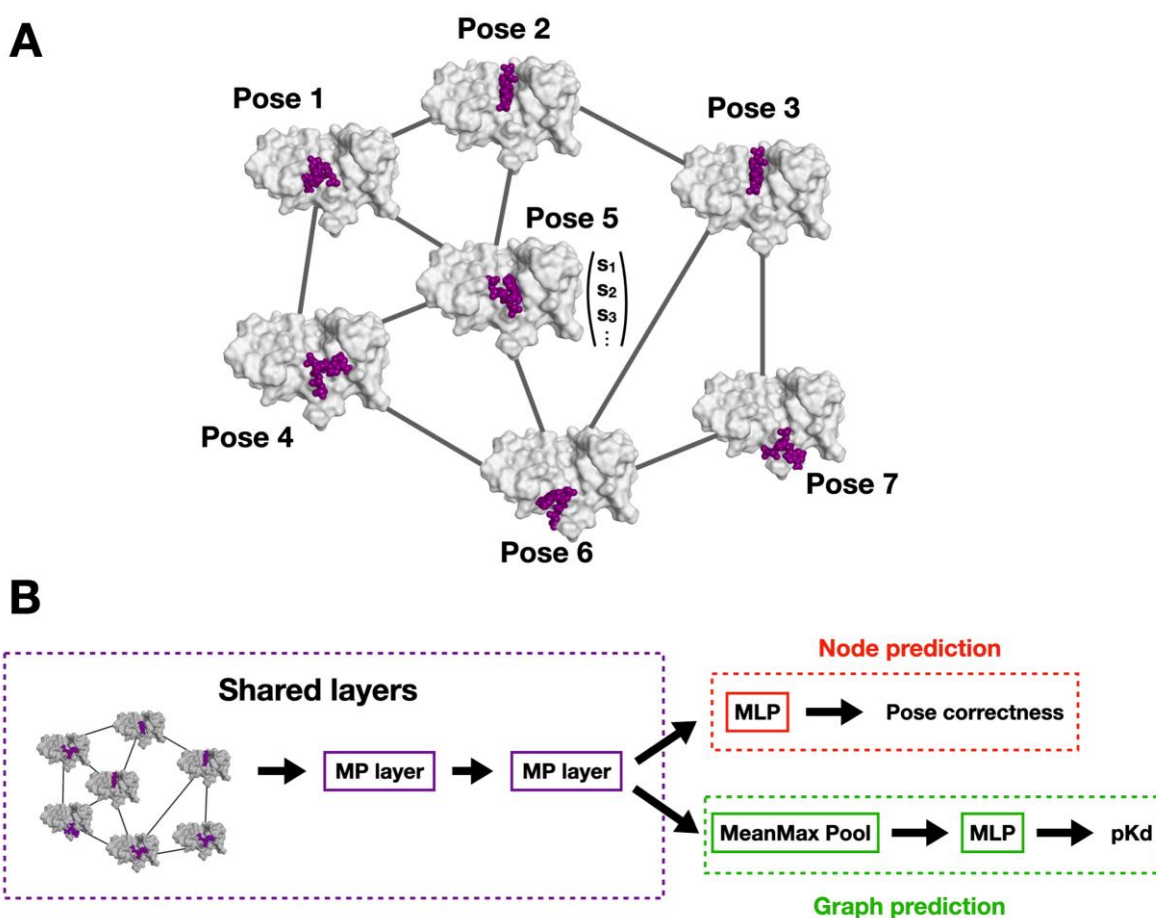 A
Pose 2
Pose 1
Pose 3
Pose 5
s1
s2
s3
⋮
Pose 4
Pose 7
Pose 6
B
Shared layers
MP layer
MP layer
Node prediction
MLP
Pose correctness
MeanMax Pool
MLP
pKd
Graph prediction